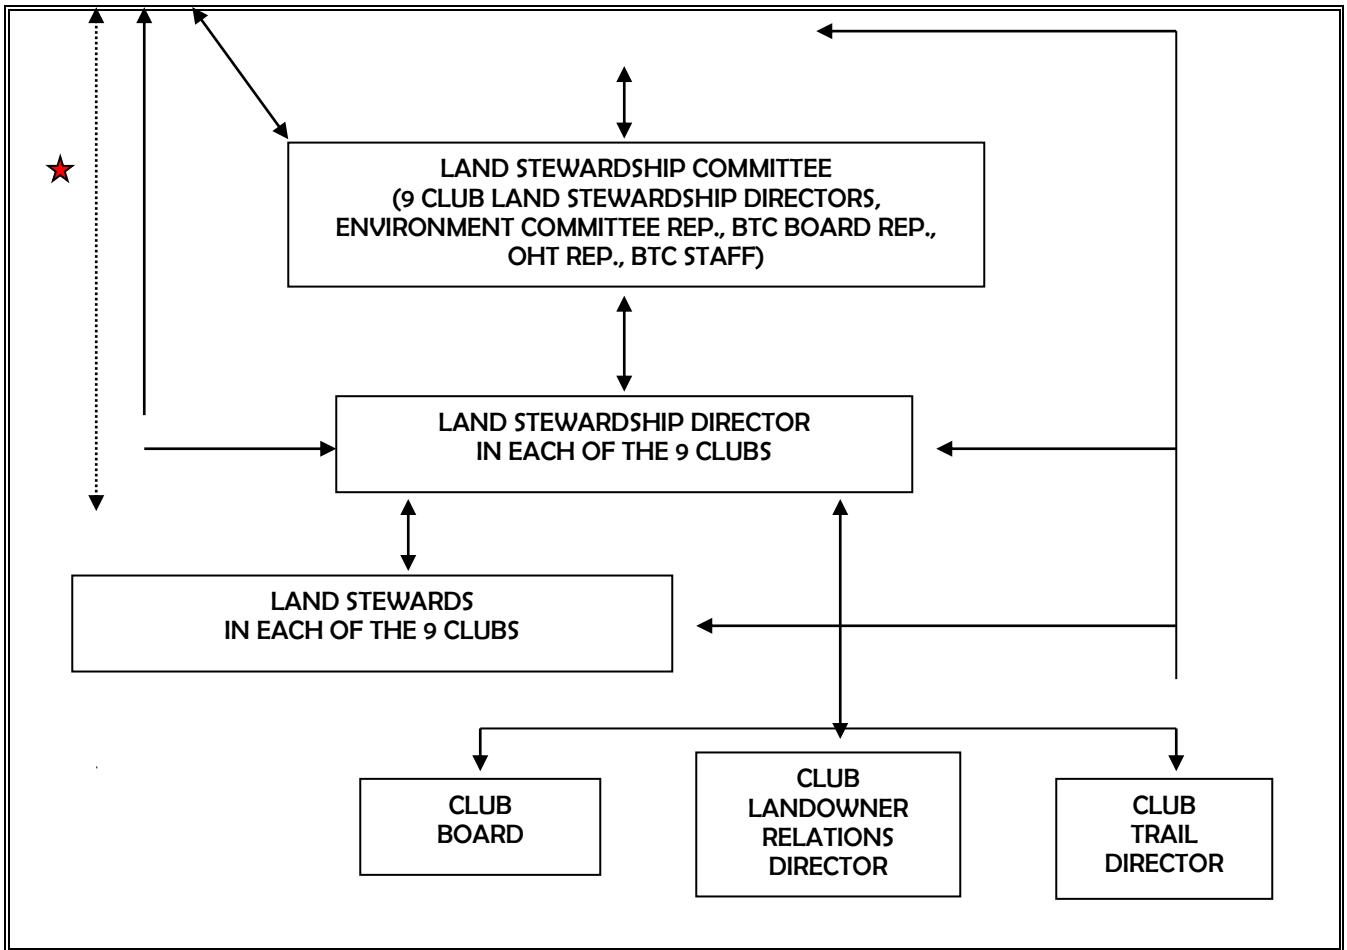 LAND STEWARDSHIP COMMITTEE
(9 CLUB LAND STEWARDSHIP DIRECTORS,
ENVIRONMENT COMMITTEE REP., BTC BOARD REP.,
OHT REP., BTC STAFF)
LAND STEWARDSHIP DIRECTOR
IN EACH OF THE 9 CLUBS
LAND STEWARDS
IN EACH OF THE 9 CLUBS
CLUB
BOARD
CLUB
LANDOWNER
RELATIONS
DIRECTOR
CLUB
TRAIL
DIRECTOR